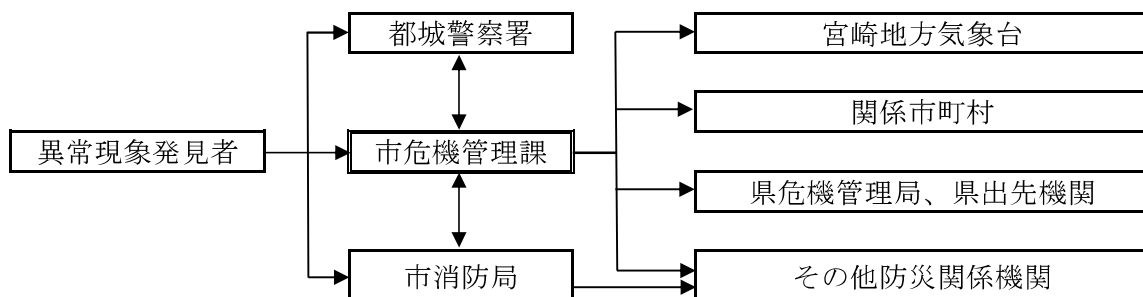 都城警察署
宮崎地方気象台
関係市町村
異常現象発見者
市危機管理課
県危機管理局、県出先機関
市消防局
その他防災関係機関